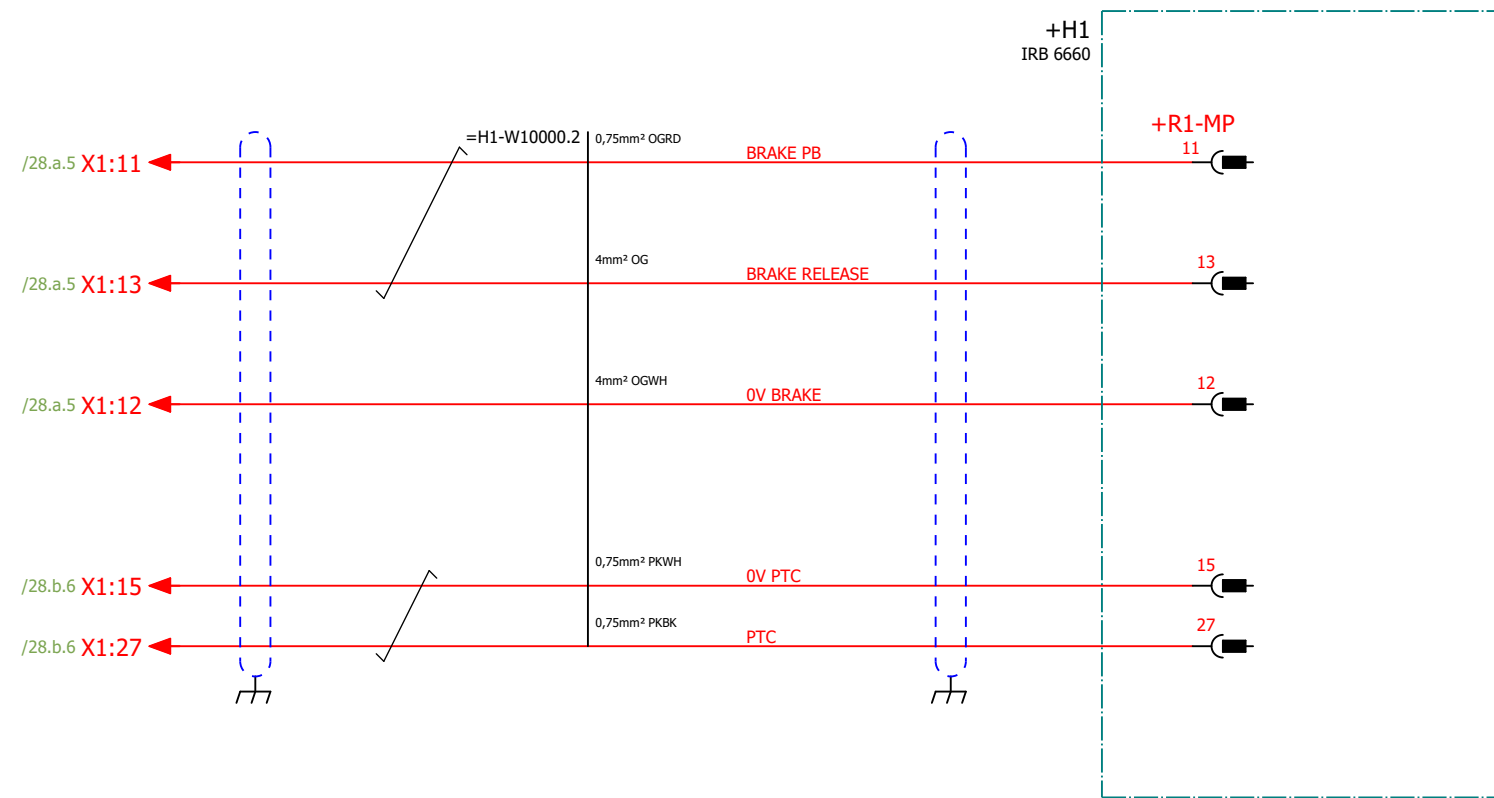 +H1
IRB 6660
+R1-MP
=H1-W10000.2
0,75mm² OGRD
/28.a.5 X1:11
BRAKE PB
11
4mm² OG
/28.a.5 X1:13
BRAKE RELEASE
13
4mm² OGWH
/28.a.5 X1:12
0V BRAKE
12
0,75mm² PKWH
/28.b.6 X1:15
0V PTC
15
0,75mm² PKBK
/28.b.6 X1:27
PTC
27